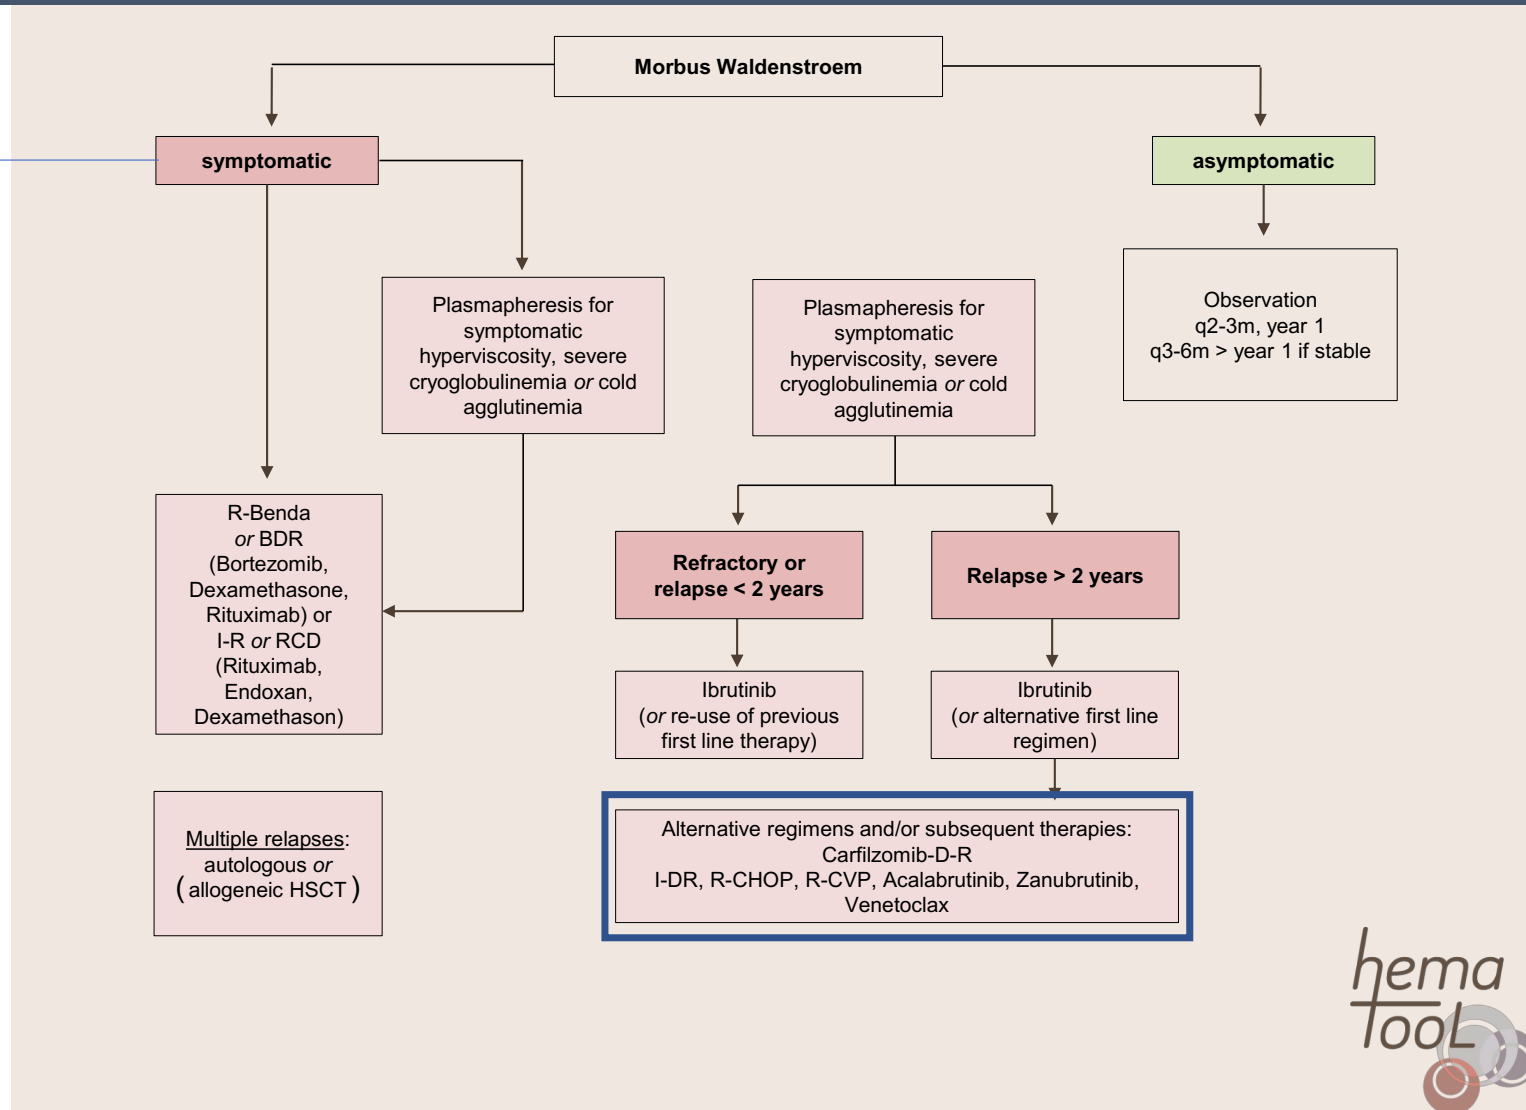 Morbus Waldenstroem
symptomatic
asymptomatic
Plasmapheresis for
symptomatic
hyperviscosity, severe
cryoglobulinemia or cold
agglutinemia
Plasmapheresis for
symptomatic
hyperviscosity, severe
cryoglobulinemia or cold
agglutinemia
Observation
q2-3m, year 1
q3-6m > year 1 if stable
R-Benda
or BDR
(Bortezomib,
Dexamethasone,
Rituximab) or
I-R or RCD
(Rituximab,
Endoxan,
Dexamethason)
Refractory or
relapse < 2 years
Relapse > 2 years
Ibrutinib
(or re-use of previous
first line therapy)
Ibrutinib
(or alternative first line
regimen)
Multiple relapses:
autologous or
(allogeneic HSCT)
Alternative regimens and/or subsequent therapies:
Carfilzomib-D-R
I-DR, R-CHOP, R-CVP, Acalabrutinib, Zanubrutinib,
Venetoclax
hema
tooL